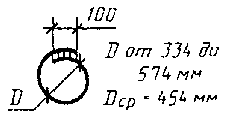 100
D от 334 до
574 мм
D
Dср = 454 мм